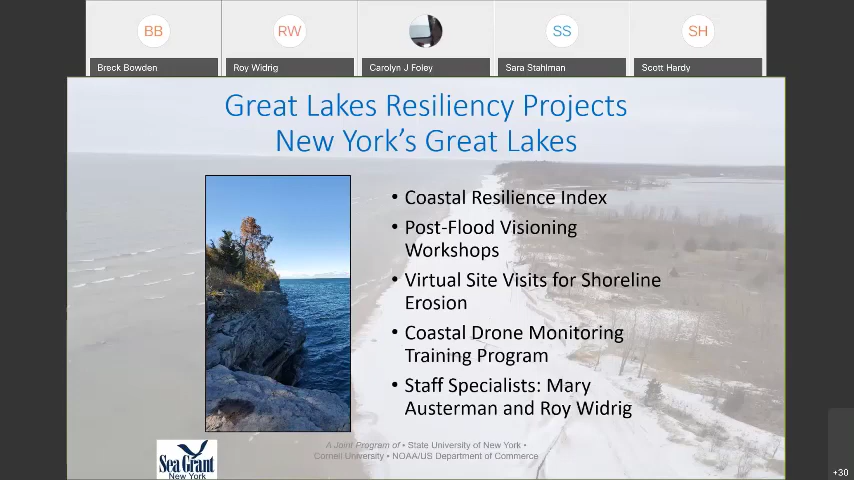 BB
RW
SS
SH
Breck Bowden
Roy Widrig
Carolyn J Foley
Sara Stahlman
Scott Hardy
Great Lakes Resiliency Projects
New York's Great Lakes
• Coastal Resilience Index
• Post-Flood Visioning
Workshops
• Virtual Site Visits for Shoreline
Erosion
• Coastal Drone Monitoring
Training Program
• Staff Specialists: Mary
Austerman and Roy Widrig
A Joint Program of • State University of New York •
Cornell University • NOAA/US Department of Commerce
Sea Grant
New York
+30